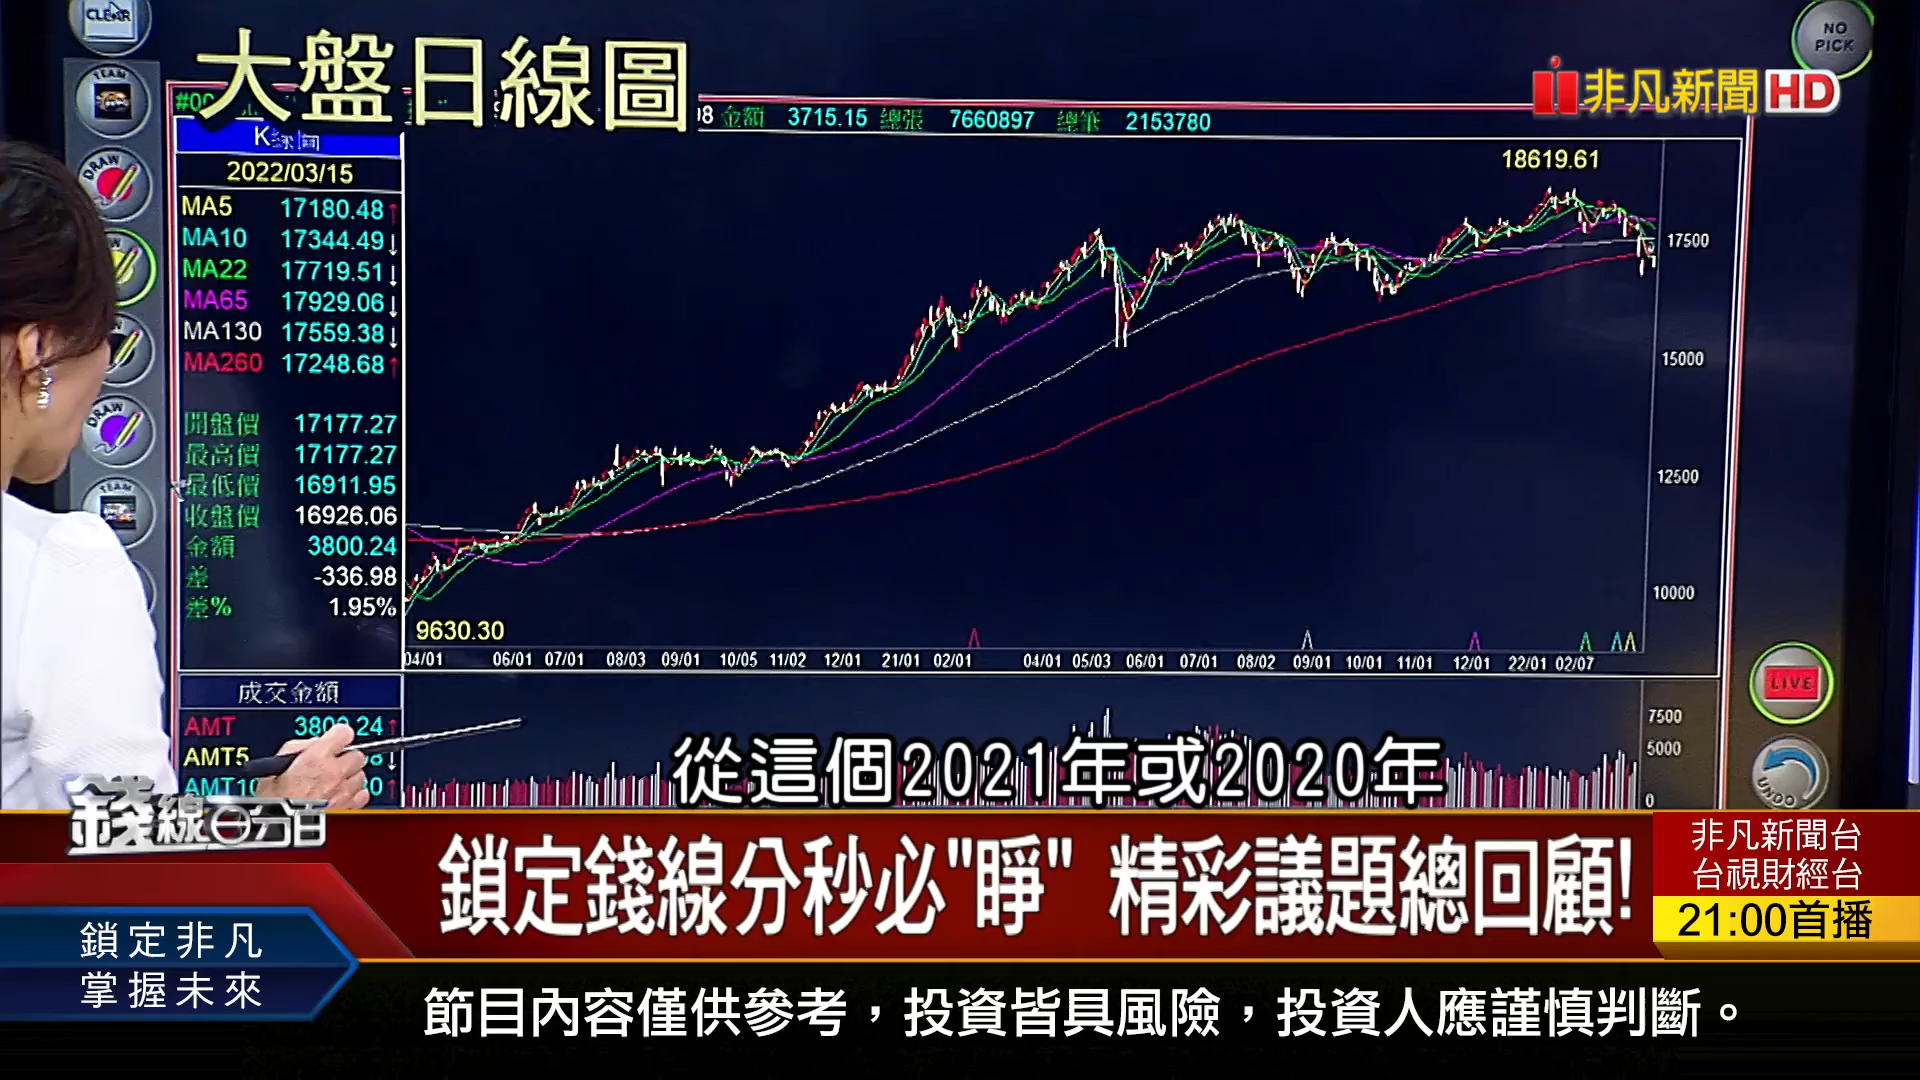 CLEAR
大盤日線圖
NO
PICK
非凡新聞HD
TEAM
金額 3715.15 總張 7660897 總筆 2153780
K線圖
2022/03/15
18619.61
MA5 17180.48↑
MA10 17344.49↓
MA22 17719.51↓
MA65 17929.06↓
MA130 17559.38↓
MA260 17248.68↑
DRAW
17500
15000
12500
10000
開盤價 17177.27
最高價 17177.27
最低價 16911.95
收盤價 16926.06
金額 3800.24
差 -336.98
差% 1.95%
DRAW
TEAM
9630.30
04/01 06/01 07/01 08/03 09/01 10/05 11/02 12/01 21/01 02/01 04/01 05/03 06/01 07/01 08/02 09/01 10/01 11/01 12/01 22/01 02/07
成交金額
AMT
AMT5
7500
5000
0
LIVE
UNDO
從這個2021年或2020年
錢線百分百
鎖定錢線分秒必"睜" 精彩議題總回顧!
非凡新聞台
台視財經台
21:00首播
鎖定非凡
掌握未來
節目內容僅供參考，投資皆具風險，投資人應謹慎判斷。